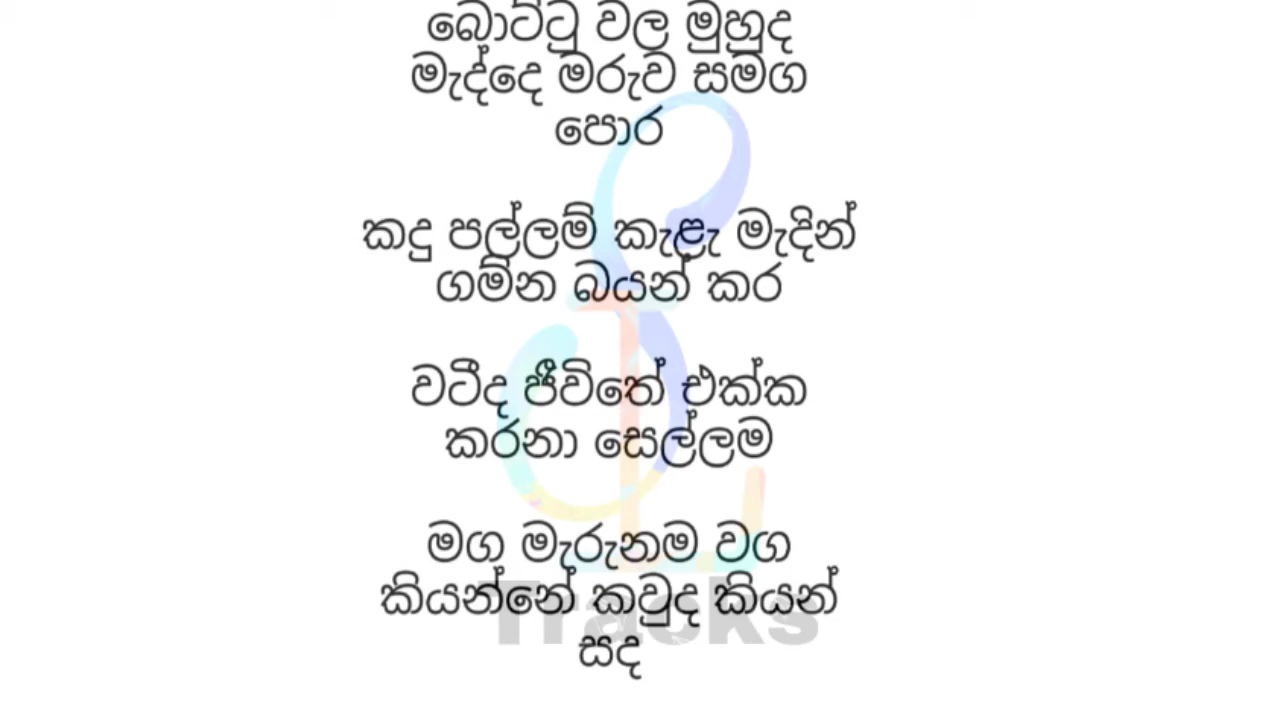 බොට්ටු වල මුහුද
මැද්දෙ මරුව සමග
පොර
කදු පල්ලම් කැළෑ මැදින්
ගම්න බයන් කර
වටීද ජීවිතේ එක්ක
කරනා සෙල්ලම
මග මැරුනම වග
කියන්නේ කවුද කියන්
සද
Tracks